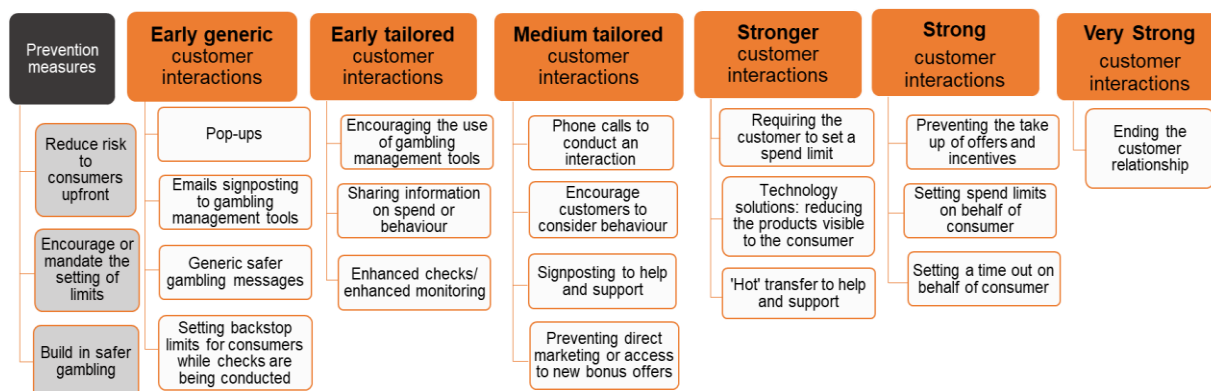 Prevention
measures
Reduce risk
to
consumers
upfront
Encourage or
mandate the
setting of
limits
Build in safer
gambling
Early generic
customer
interactions
Pop-ups
Emails signposting
to gambling
management tools
Generic safer
gambling messages
Setting backstop
limits for consumers
while checks are
being conducted
Early tailored
customer
interactions
Encouraging the use
of gambling
management tools
Sharing information
on spend or
behaviour
Enhanced checks/
enhanced monitoring
Medium tailored
customer
interactions
Phone calls to
conduct an
interaction
Encourage
customers to
consider behaviour
Signposting to help
and support
Preventing direct
marketing or access
to new bonus offers
Stronger
customer
interactions
Requiring the
customer to set a
spend limit
Technology
solutions: reducing
the products visible
to the consumer
'Hot' transfer to help
and support
Strong
customer
interactions
Preventing the take
up of offers and
incentives
Setting spend limits
on behalf of
consumer
Setting a time out on
behalf of consumer
Very Strong
customer
interactions
Ending the
customer
relationship